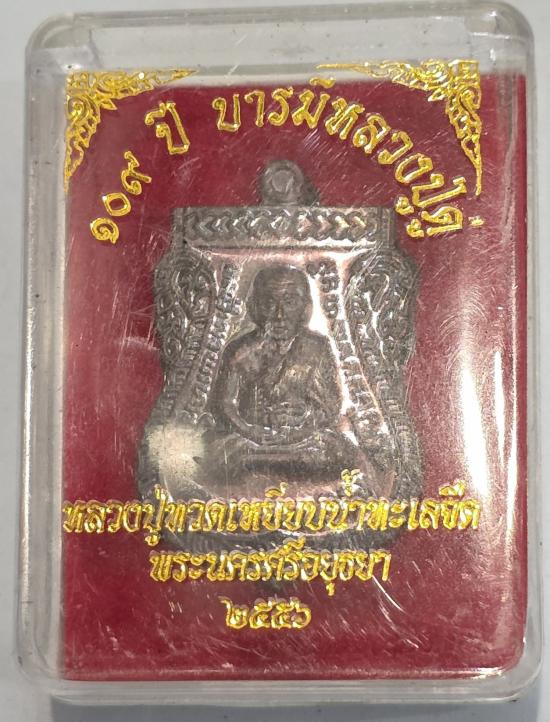 ๑๐๙ ปี บารมีหลวงปู่ดู่
หลวงปู่ทวดเหยียบน้ำทะเลจืด
พระนครศรีอยุธยา
๒๕๕๖